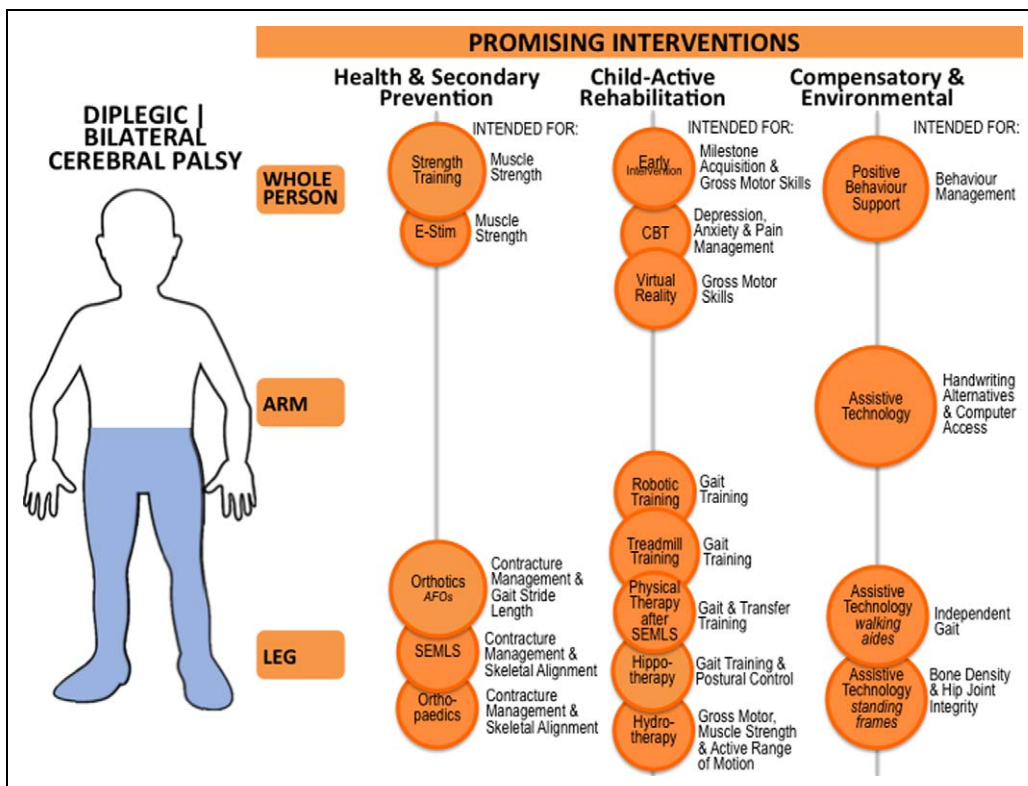 PROMISING INTERVENTIONS
DIPLEGIC |
BILATERAL
CEREBRAL PALSY
Health & Secondary
Prevention
INTENDED FOR:
Child-Active
Rehabilitation
INTENDED FOR:
Compensatory &
Environmental
INTENDED FOR:
WHOLE
PERSON
Strength
Training
Muscle
Strength
E-Stim
Muscle
Strength
Early
Intervention
Milestone
Acquisition &
Gross Motor Skills
CBT
Depression,
Anxiety & Pain
Management
Virtual
Reality
Gross Motor
Skills
Positive
Behaviour
Support
Behaviour
Management
ARM
Assistive
Technology
Handwriting
Alternatives
& Computer
Access
LEG
Orthotics
AFOs
Contracture
Management &
Gait Stride
Length
SEMLS
Contracture
Management &
Skeletal Alignment
Ortho-
paedics
Contracture
Management &
Skeletal Alignment
Robotic
Training
Gait
Training
Treadmill
Training
Gait
Training
Physical
Therapy
after
SEMLS
Gait & Transfer
Training
Hippo-
therapy
Gait Training &
Postural Control
Hydro-
therapy
Gross Motor,
Muscle Strength
& Active Range
of Motion
Assistive
Technology
walking
aides
Independent
Gait
Assistive
Technology
standing
frames
Bone Density
& Hip Joint
Integrity